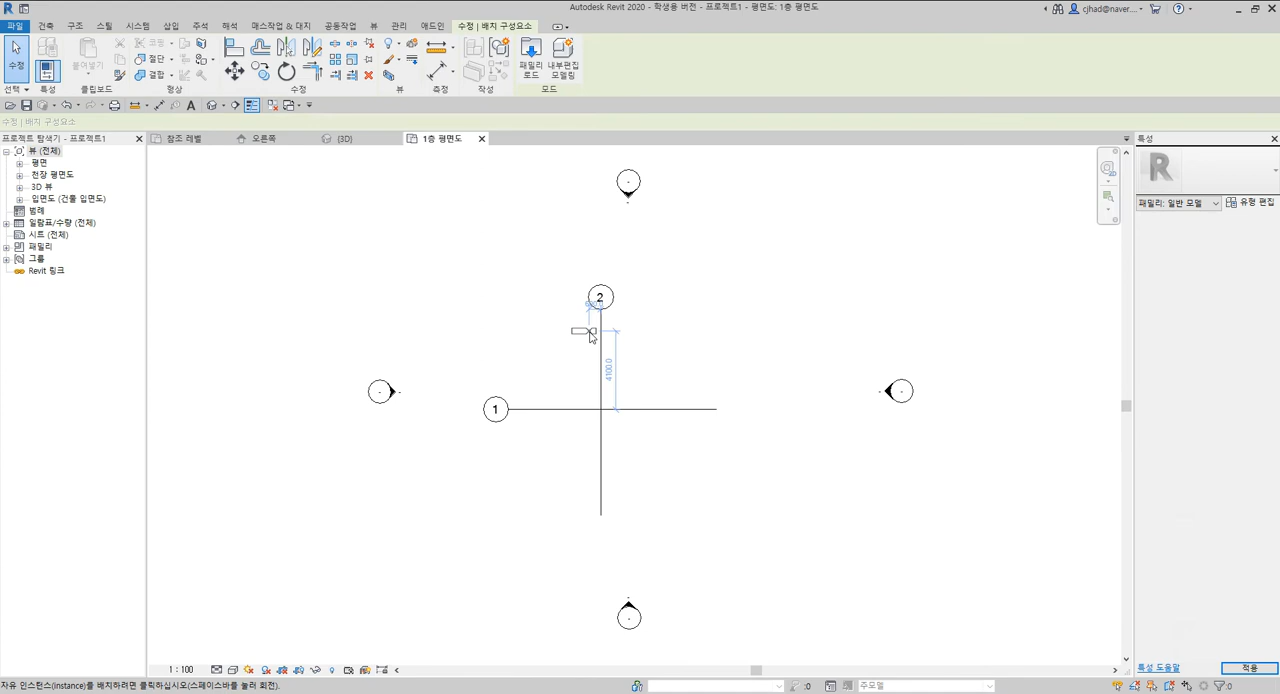 Autodesk Revit 2020 - 학생용 버전 - 프로젝트1 - 평면도: 1층 평면도
cjhad@naver....
파일 건축 구조 스틸 시스템 삽입 주석 해석 매스작업 & 대지 공동작업 뷰 관리 애드인 수정 | 배치 구성요소
수정
붙여넣기
코핑
절단
결합
패밀리 로드
내부편집 모델링
선택 특성 클립보드 형상 수정 뷰 측정 작성 모드
수정 | 배치 구성요소
프로젝트 탐색기 - 프로젝트1
참조 레벨
오른쪽
{3D}
1층 평면도
특성
뷰 (전체)
평면
천장 평면도
3D 뷰
입면도 (건물 입면도)
범례
일람표/수량 (전체)
시트 (전체)
패밀리
그룹
Revit 링크
패밀리: 일반 모델
유형 편집
2
4100.0
1
1 : 100
특성 도움말
적용
자유 인스턴스(instance)를 배치하려면 클릭하십시오(스페이스바를 눌러 회전).
:0
주모델
:0